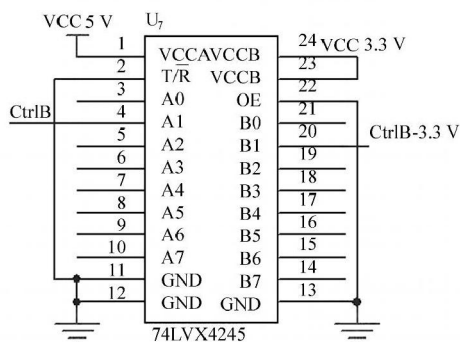 VCC 5 V
U7
1
VCCAVCCB
24
VCC 3.3 V
2
T/R̅
VCCB
23
3
A0
OE
22
CtrlB
4
A1
B0
21
5
A2
B1
20
CtrlB-3.3 V
6
A3
B2
19
7
A4
B3
18
8
A5
B4
17
9
A6
B5
16
10
A7
B6
15
11
GND
B7
14
12
GND
GND
13
74LVX4245